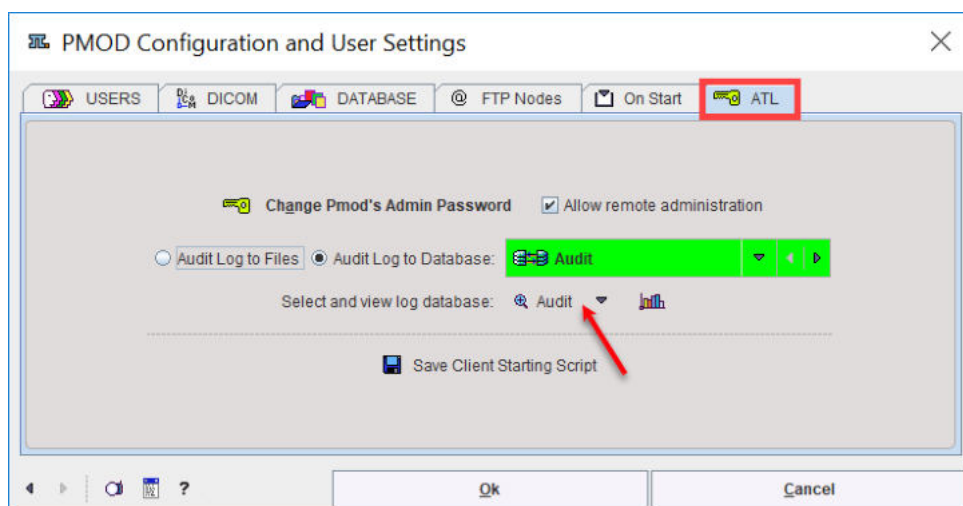 PMOD Configuration and User Settings
USERS DICOM DATABASE @ FTP Nodes On Start ATL
Change Pmod's Admin Password Allow remote administration
Audit Log to Files Audit Log to Database: Audit
Select and view log database: Audit
Save Client Starting Script
? Ok Cancel